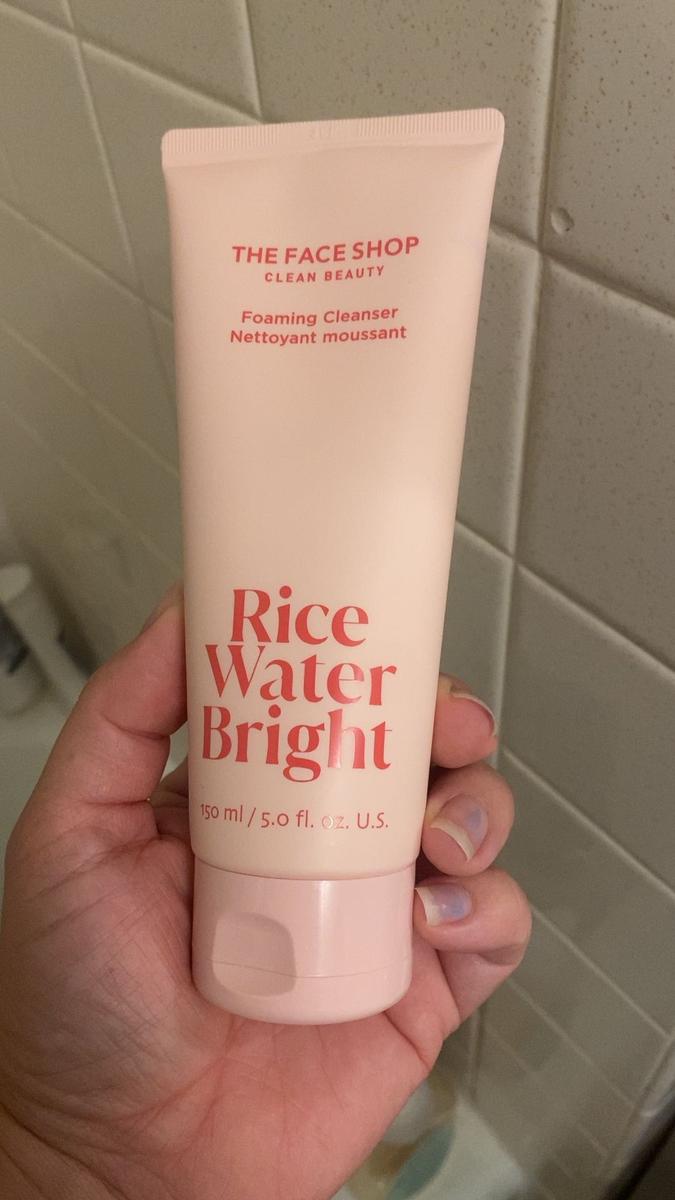 THE FACE SHOP
CLEAN BEAUTY
Foaming Cleanser
Nettoyant moussant
Rice
Water
Bright
150 ml / 5.0 fl. oz. U.S.